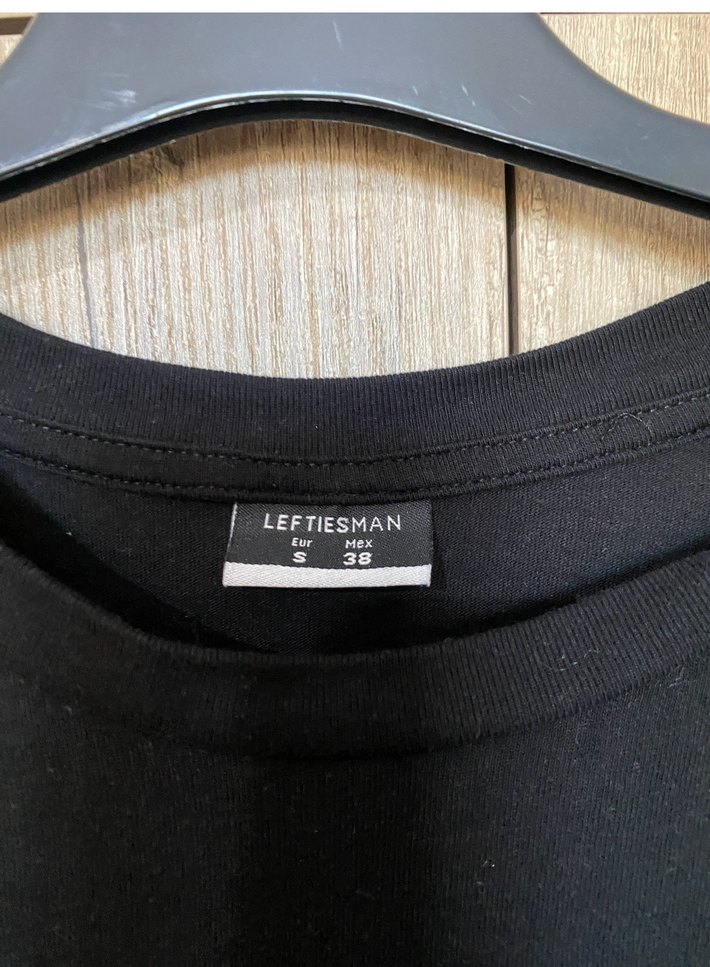 LEFTIESMAN
Eur Mex
S 38